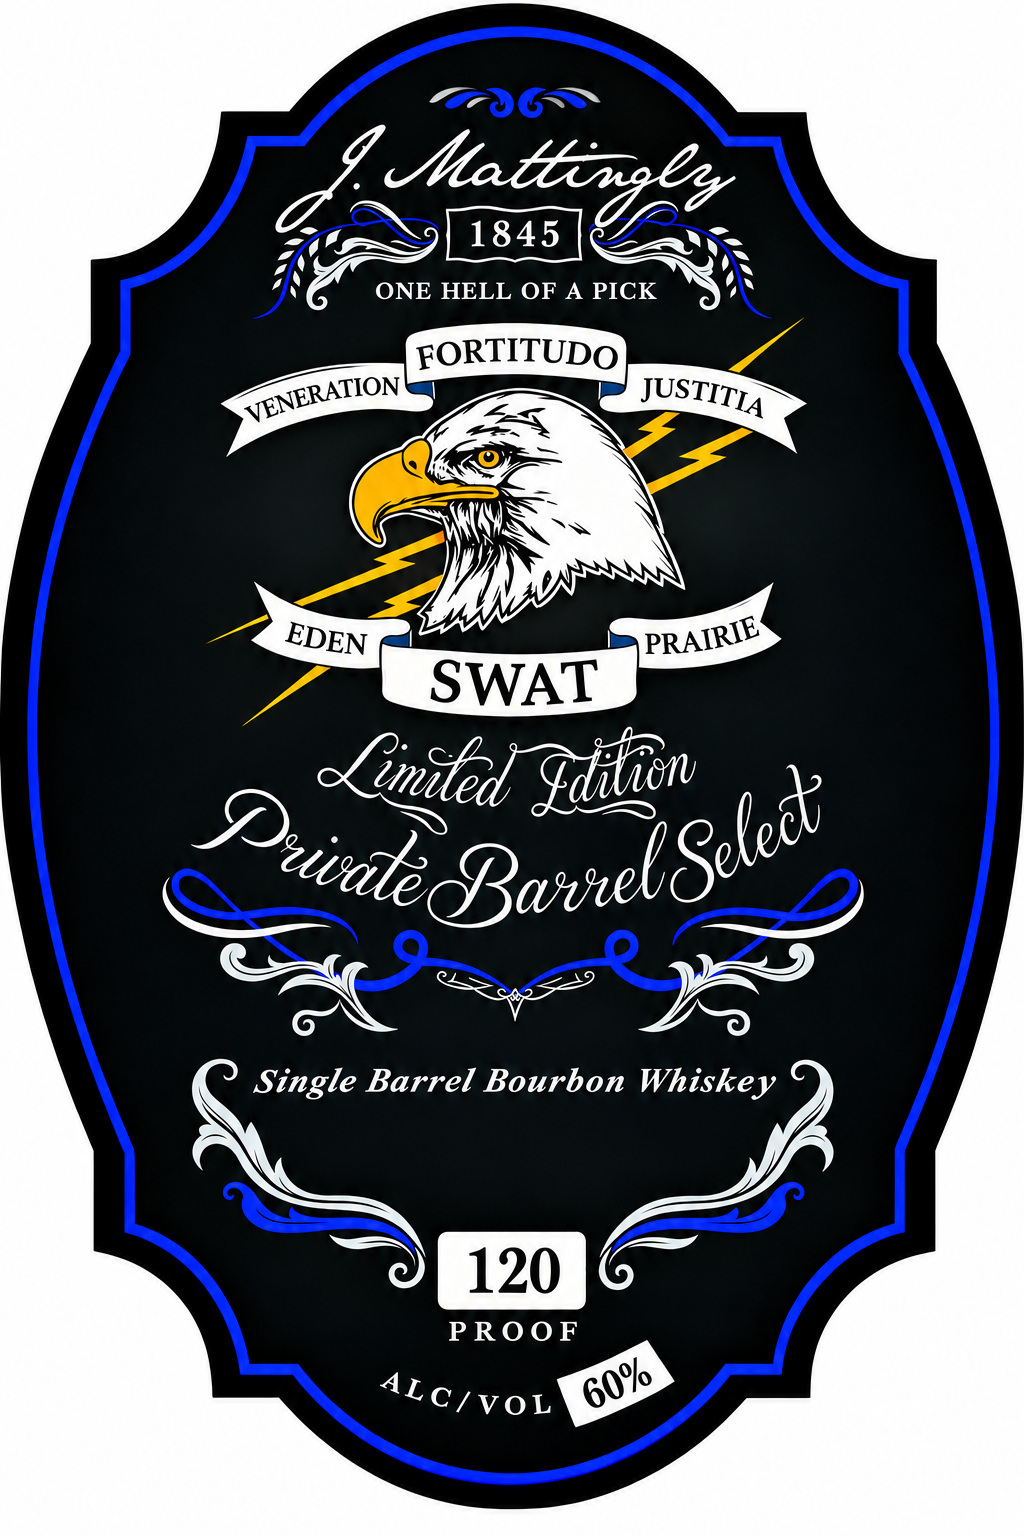 J. Mattingly
1845
ONE HELL OF A PICK
FORTITUDO
VENERATION JUSTITIA
EDEN PRAIRIE
SWAT
Limited Edition
Private Barrel Select
Single Barrel Bourbon Whiskey
120
PROOF
ALC/VOL 60%